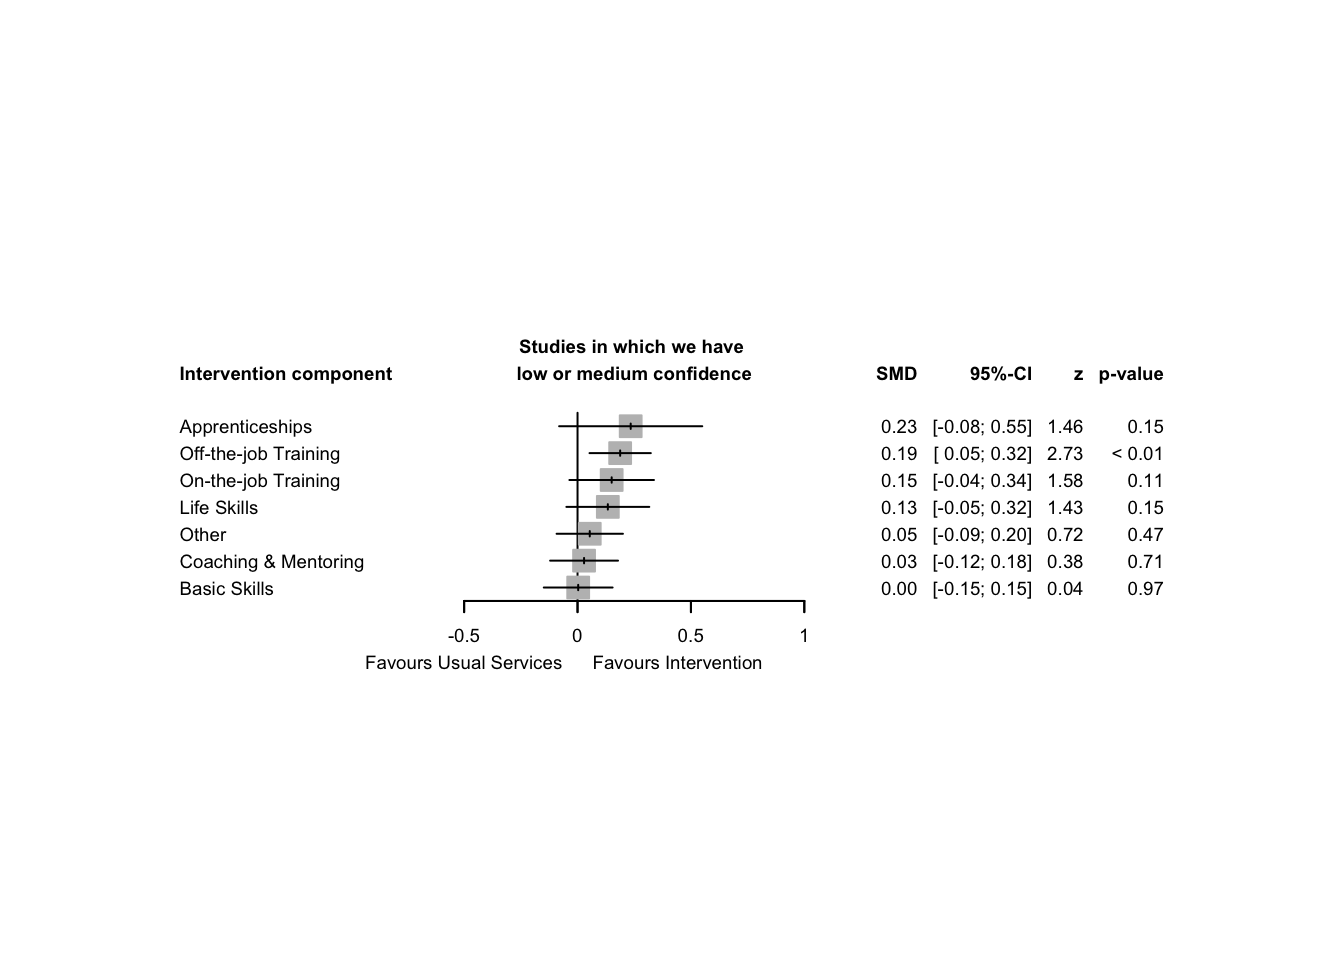 Studies in which we have
Intervention component low or medium confidence SMD 95%-CI z p-value
Apprenticeships 0.23 [-0.08; 0.55] 1.46 0.15
Off-the-job Training 0.19 [ 0.05; 0.32] 2.73 < 0.01
On-the-job Training 0.15 [-0.04; 0.34] 1.58 0.11
Life Skills 0.13 [-0.05; 0.32] 1.43 0.15
Other 0.05 [-0.09; 0.20] 0.72 0.47
Coaching & Mentoring 0.03 [-0.12; 0.18] 0.38 0.71
Basic Skills 0.00 [-0.15; 0.15] 0.04 0.97
-0.5 0 0.5 1
Favours Usual Services Favours Intervention